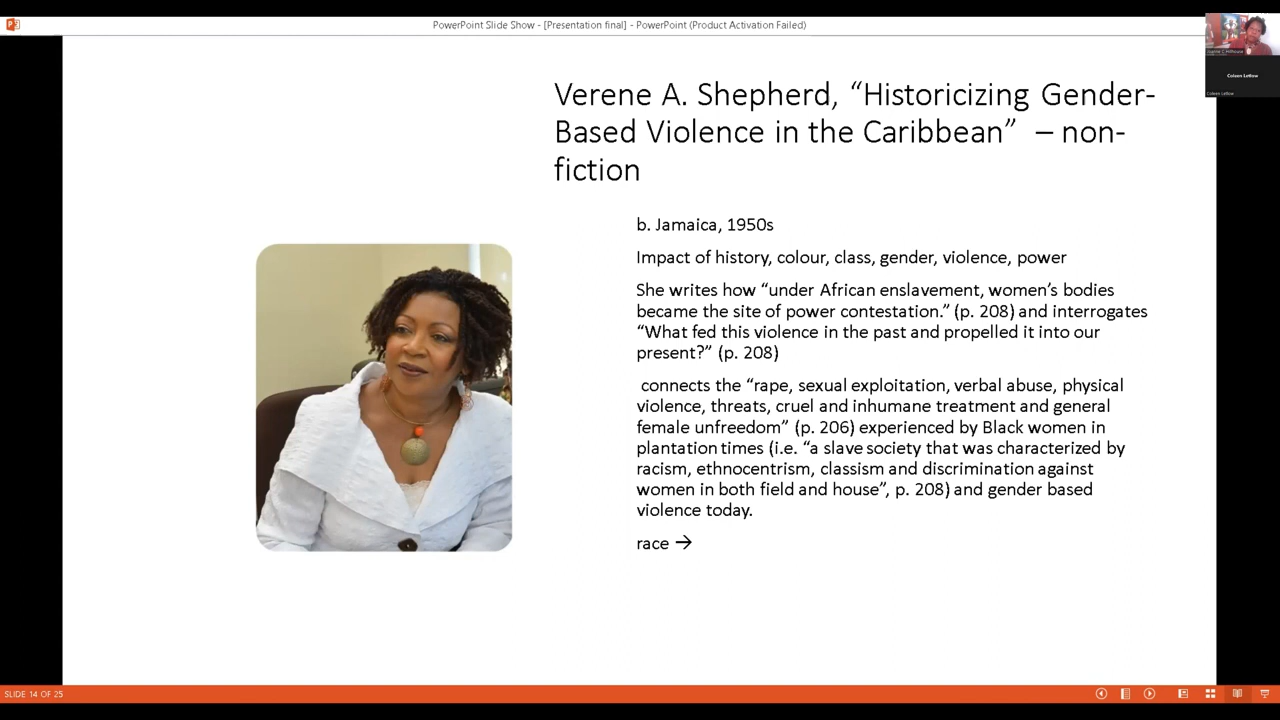 PowerPoint Slide Show - [Presentation final] - PowerPoint (Product Activation Failed)
Coleen Letlow
Coleen Letlow
Verene A. Shepherd, “Historicizing Gender-
Based Violence in the Caribbean” – non-
fiction
b. Jamaica, 1950s
Impact of history, colour, class, gender, violence, power
She writes how “under African enslavement, women’s bodies
became the site of power contestation.” (p. 208) and interrogates
“What fed this violence in the past and propelled it into our
present?” (p. 208)
connects the “rape, sexual exploitation, verbal abuse, physical
violence, threats, cruel and inhumane treatment and general
female unfreedom” (p. 206) experienced by Black women in
plantation times (i.e. “a slave society that was characterized by
racism, ethnocentrism, classism and discrimination against
women in both field and house”, p. 208) and gender based
violence today.
race →
SLIDE 14 OF 25